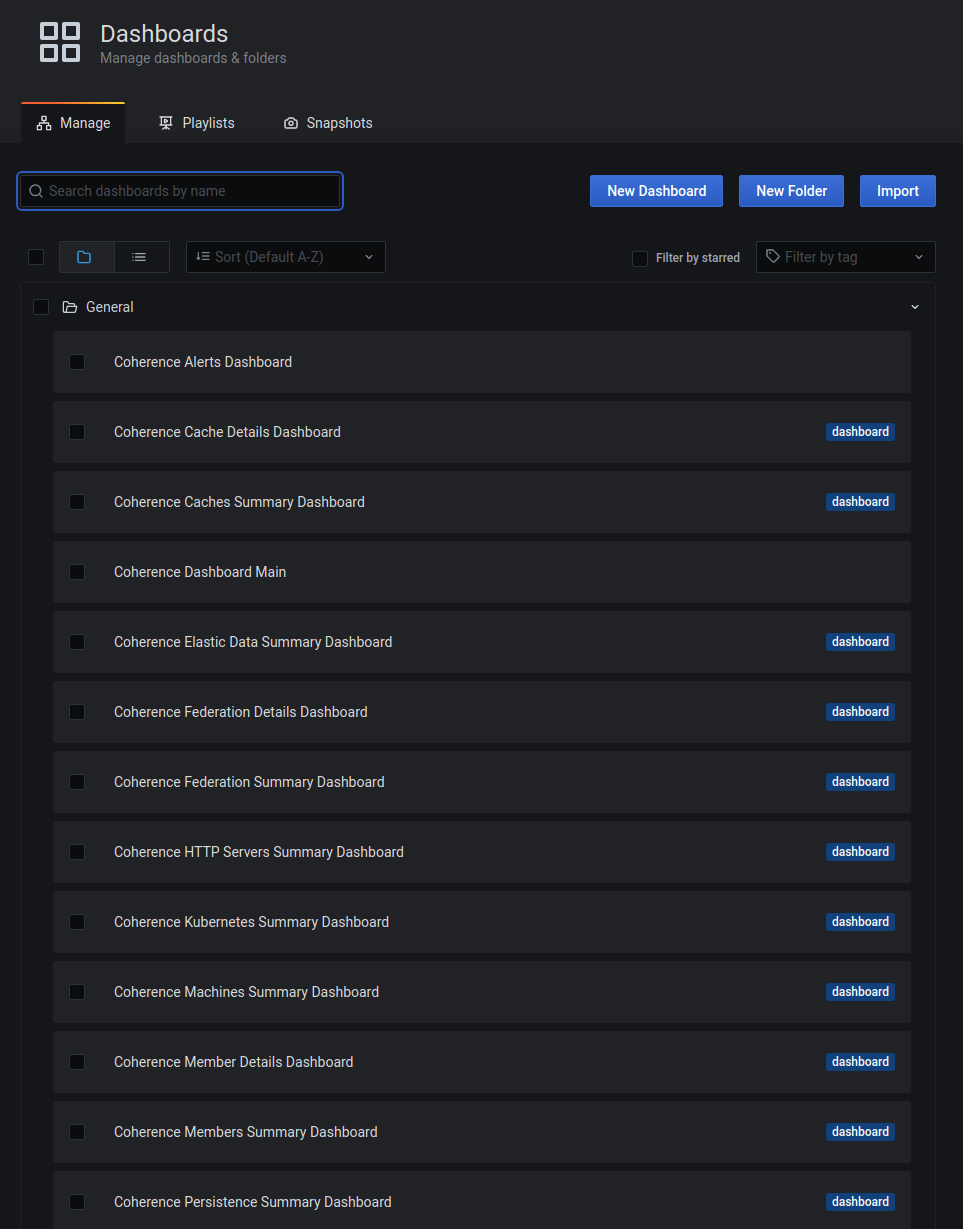 Dashboards
Manage dashboards & folders
Manage Playlists Snapshots
Search dashboards by name New Dashboard New Folder Import
Sort (Default A-Z) Filter by starred Filter by tag
General
Coherence Alerts Dashboard
Coherence Cache Details Dashboard dashboard
Coherence Caches Summary Dashboard dashboard
Coherence Dashboard Main
Coherence Elastic Data Summary Dashboard dashboard
Coherence Federation Details Dashboard dashboard
Coherence Federation Summary Dashboard dashboard
Coherence HTTP Servers Summary Dashboard dashboard
Coherence Kubernetes Summary Dashboard dashboard
Coherence Machines Summary Dashboard dashboard
Coherence Member Details Dashboard dashboard
Coherence Members Summary Dashboard dashboard
Coherence Persistence Summary Dashboard dashboard